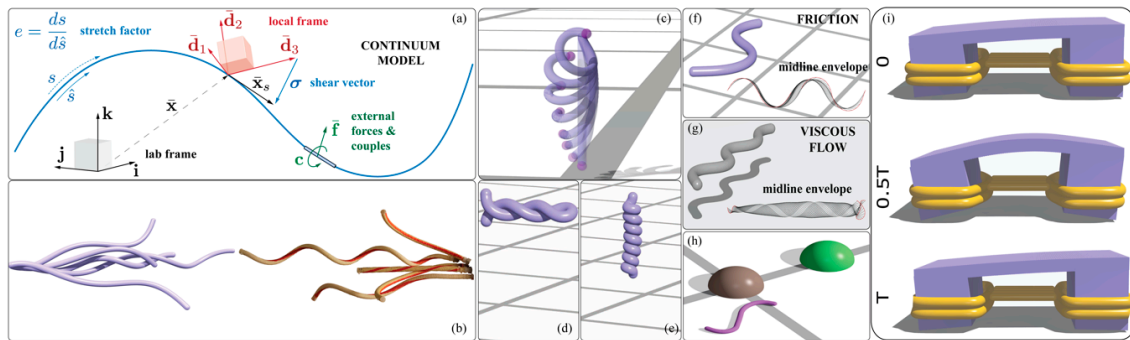 (a)
e = ds/dŝ stretch factor
s
ŝ
d̄₁
d̄₂
d̄₃
local frame
CONTINUUM
MODEL
σ shear vector
x̄
x̄ₛ
k
j
i
lab frame
f̄
c
external
forces &
couples
(b)
(c)
(d)
(e)
(f)
FRICTION
midline envelope
(g)
VISCOUS
FLOW
midline envelope
(h)
(i)
0
0.5T
T